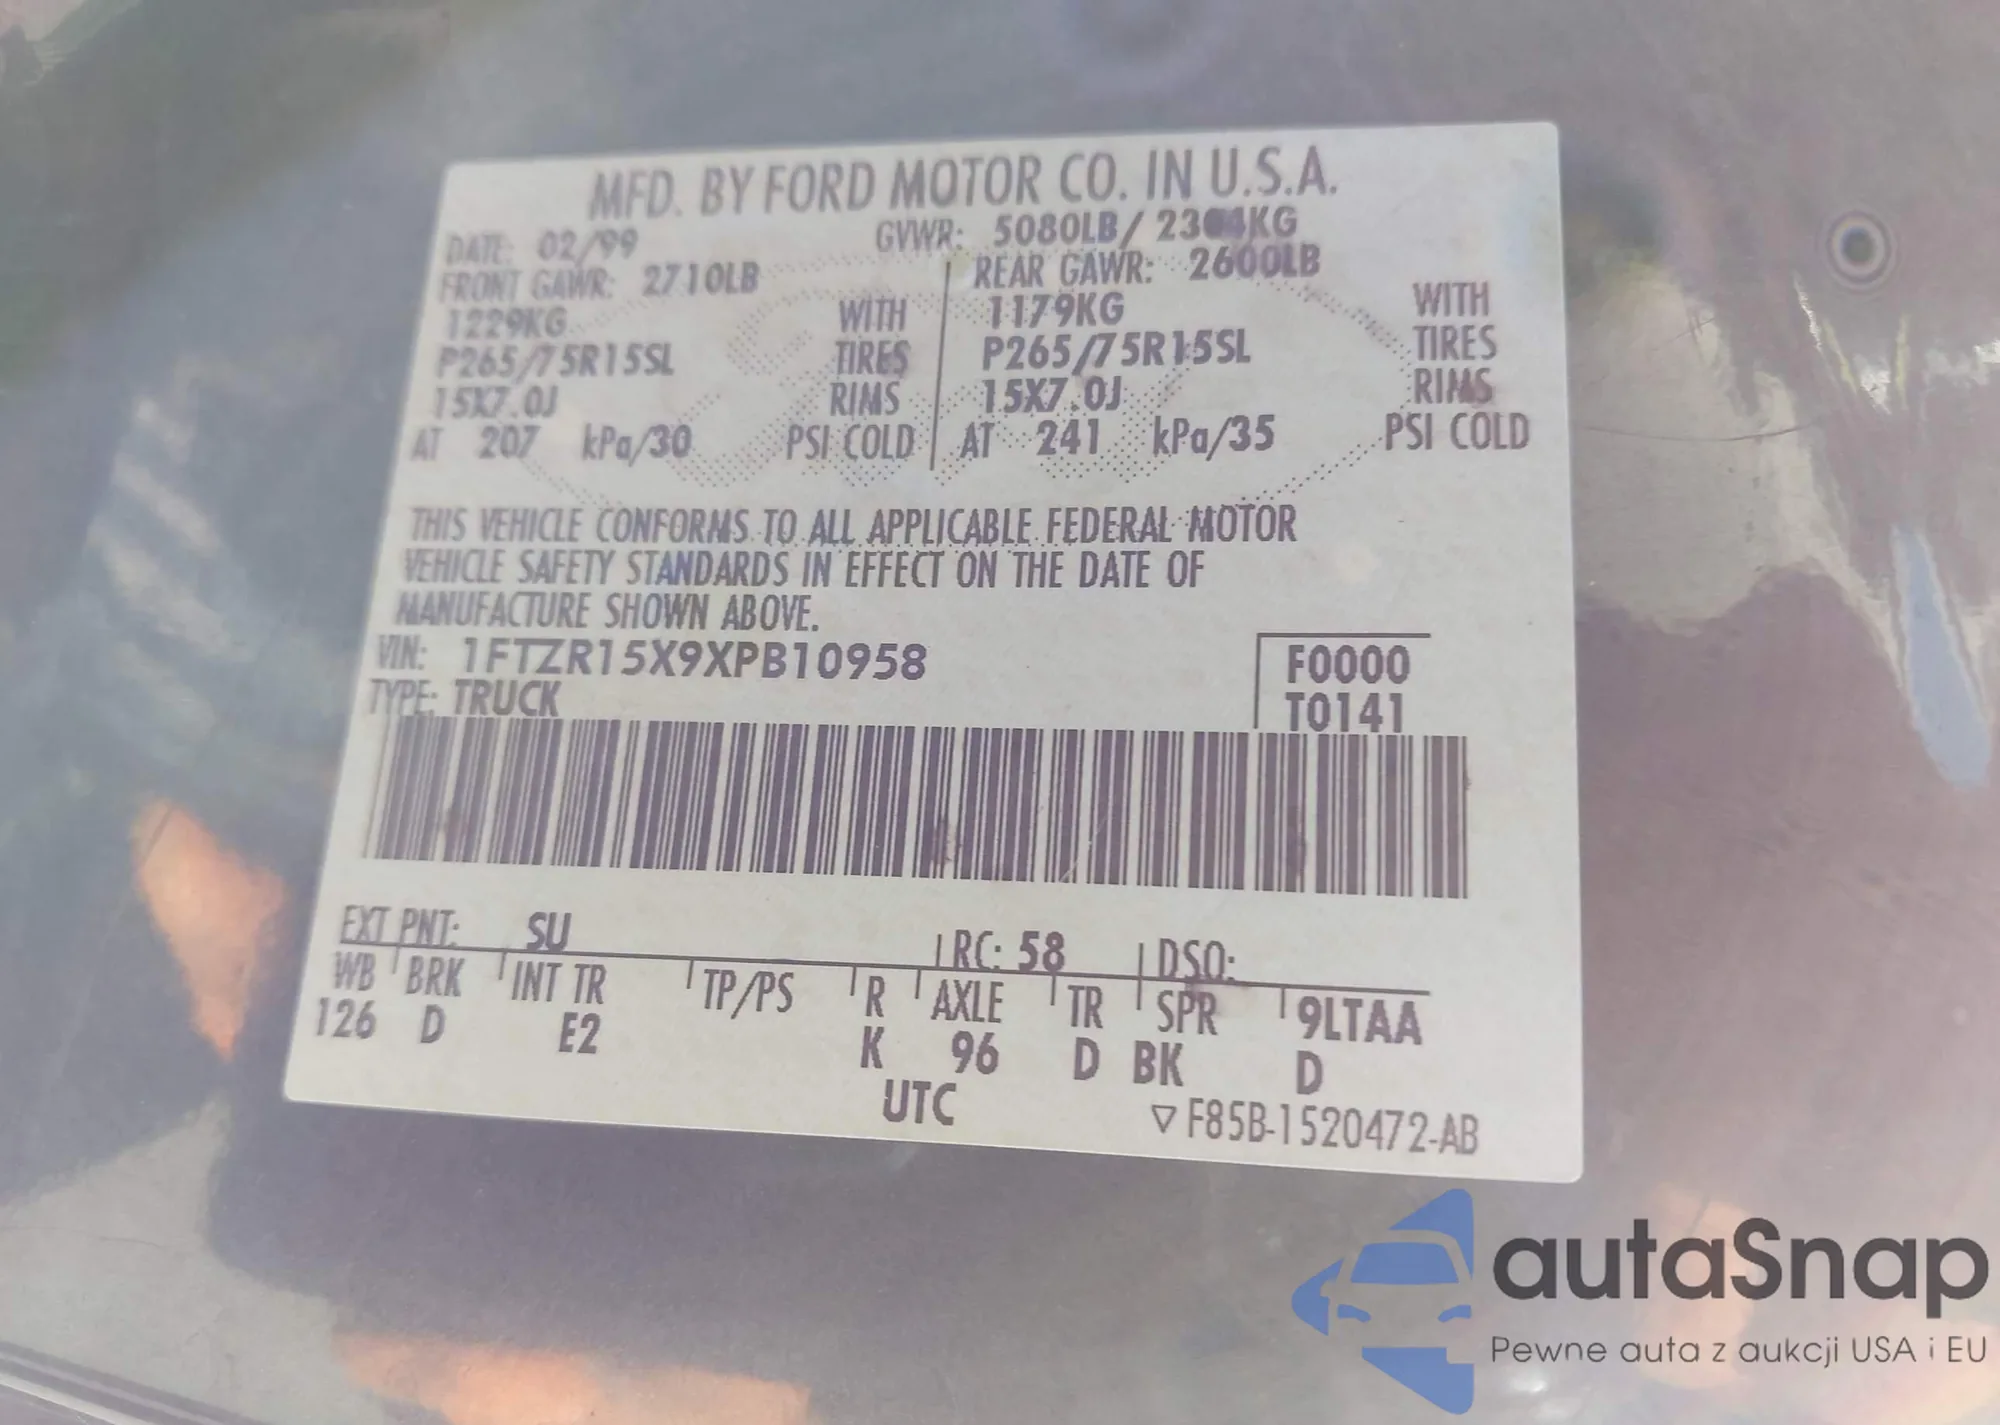 MFD. BY FORD MOTOR CO. IN U.S.A.
DATE: 02/99 GVWR: 5080LB/ 2304KG
FRONT GAWR: 2710LB REAR GAWR: 2600LB
1229KG WITH 1179KG WITH
P265/75R15SL TIRES P265/75R15SL TIRES
15X7.0J RIMS 15X7.0J RIMS
AT 207 kPa/30 PSI COLD AT 241 kPa/35 PSI COLD
THIS VEHICLE CONFORMS TO ALL APPLICABLE FEDERAL MOTOR
VEHICLE SAFETY STANDARDS IN EFFECT ON THE DATE OF
MANUFACTURE SHOWN ABOVE.
VIN: 1FTZR15X9XPB10958 F0000
TYPE: TRUCK T0141
EXT PNT: SU RC: 58 DSO:
WB BRK INT TR TP/PS R AXLE TR SPR 9LTAA
126 D E2 K 96 D BK D
UTC ▽ F85B-1520472-AB
autaSnap
Pewne auta z aukcji USA i EU